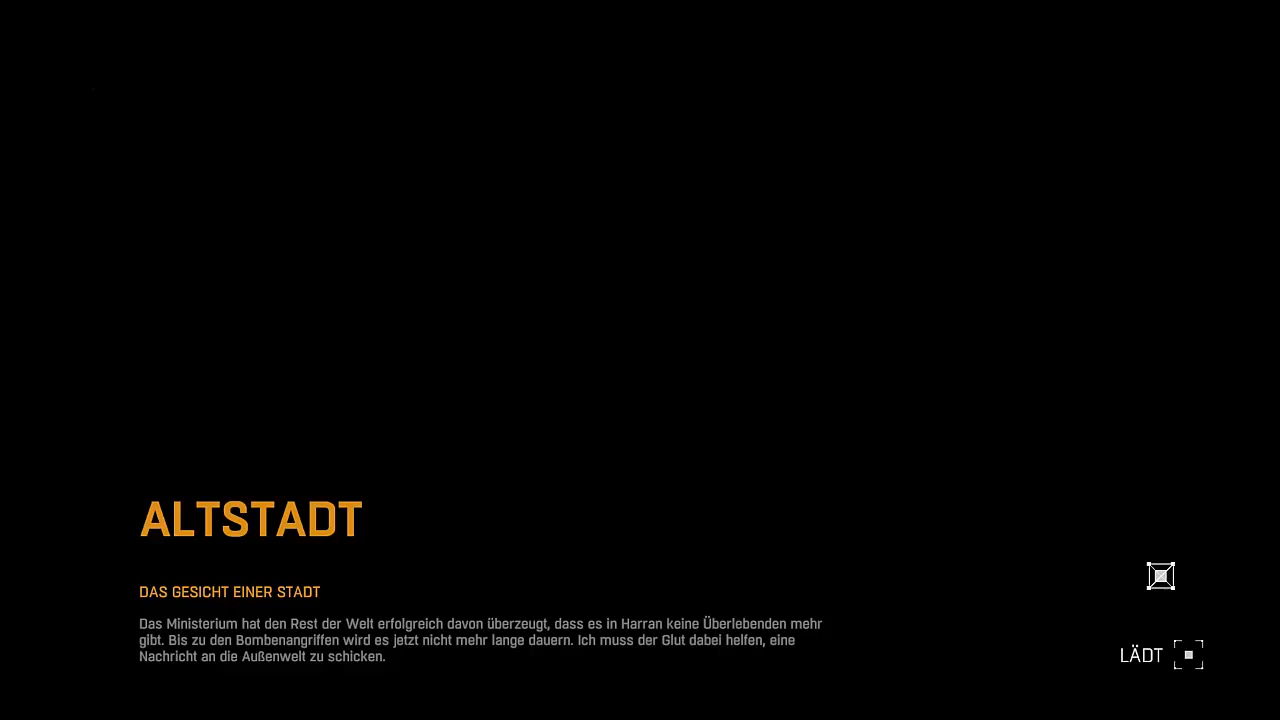 ALTSTADT
DAS GESICHT EINER STADT
Das Ministerium hat den Rest der Welt erfolgreich davon überzeugt, dass es in Harran keine Überlebenden mehr
gibt. Bis zu den Bombenangriffen wird es jetzt nicht mehr lange dauern. Ich muss der Glut dabei helfen, eine
Nachricht an die Außenwelt zu schicken.
LÄDT